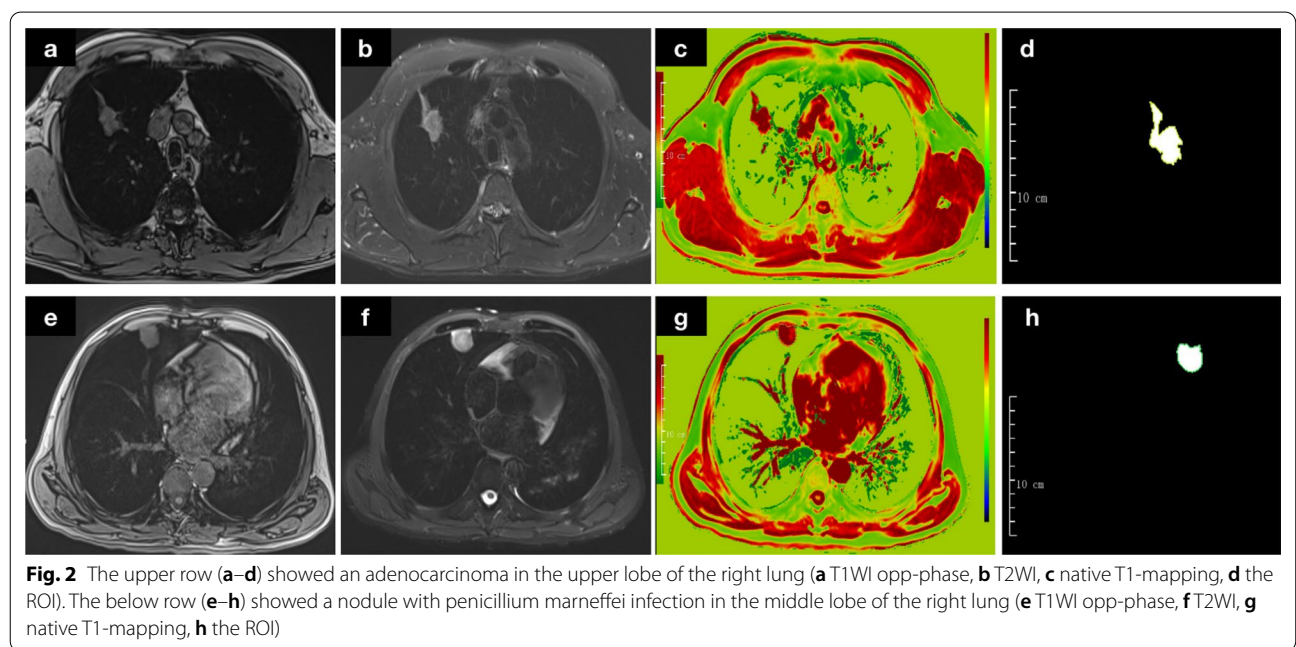 a
b
c
d
10 cm
10 cm
e
f
g
h
10 cm
10 cm
Fig. 2 The upper row (a–d) showed an adenocarcinoma in the upper lobe of the right lung (a T1WI opp-phase, b T2WI, c native T1-mapping, d the
ROI). The below row (e–h) showed a nodule with penicillium marneffei infection in the middle lobe of the right lung (e T1WI opp-phase, f T2WI, g
native T1-mapping, h the ROI)